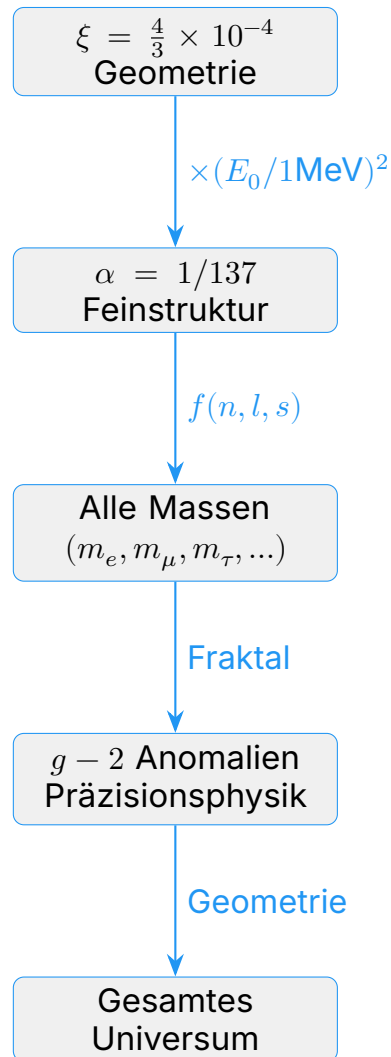 ξ = 4/3 × 10⁻⁴
Geometrie
×(E₀/1MeV)²
α = 1/137
Feinstruktur
f(n, l, s)
Alle Massen
(mₑ, m_μ, m_τ, ...)
Fraktal
g − 2 Anomalien
Präzisionsphysik
Geometrie
Gesamtes
Universum